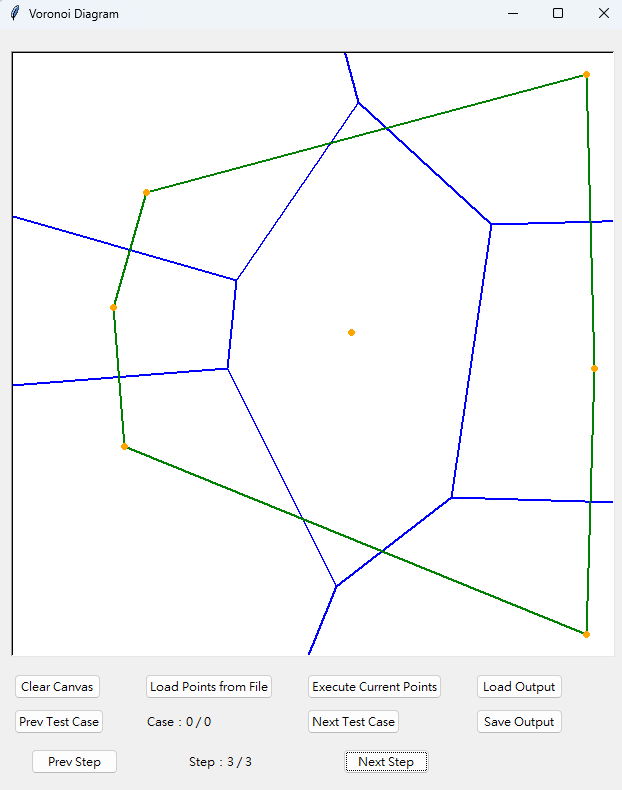 Voronoi Diagram
Clear Canvas Load Points from File Execute Current Points Load Output
Prev Test Case Case : 0 / 0 Next Test Case Save Output
Prev Step Step : 3 / 3 Next Step